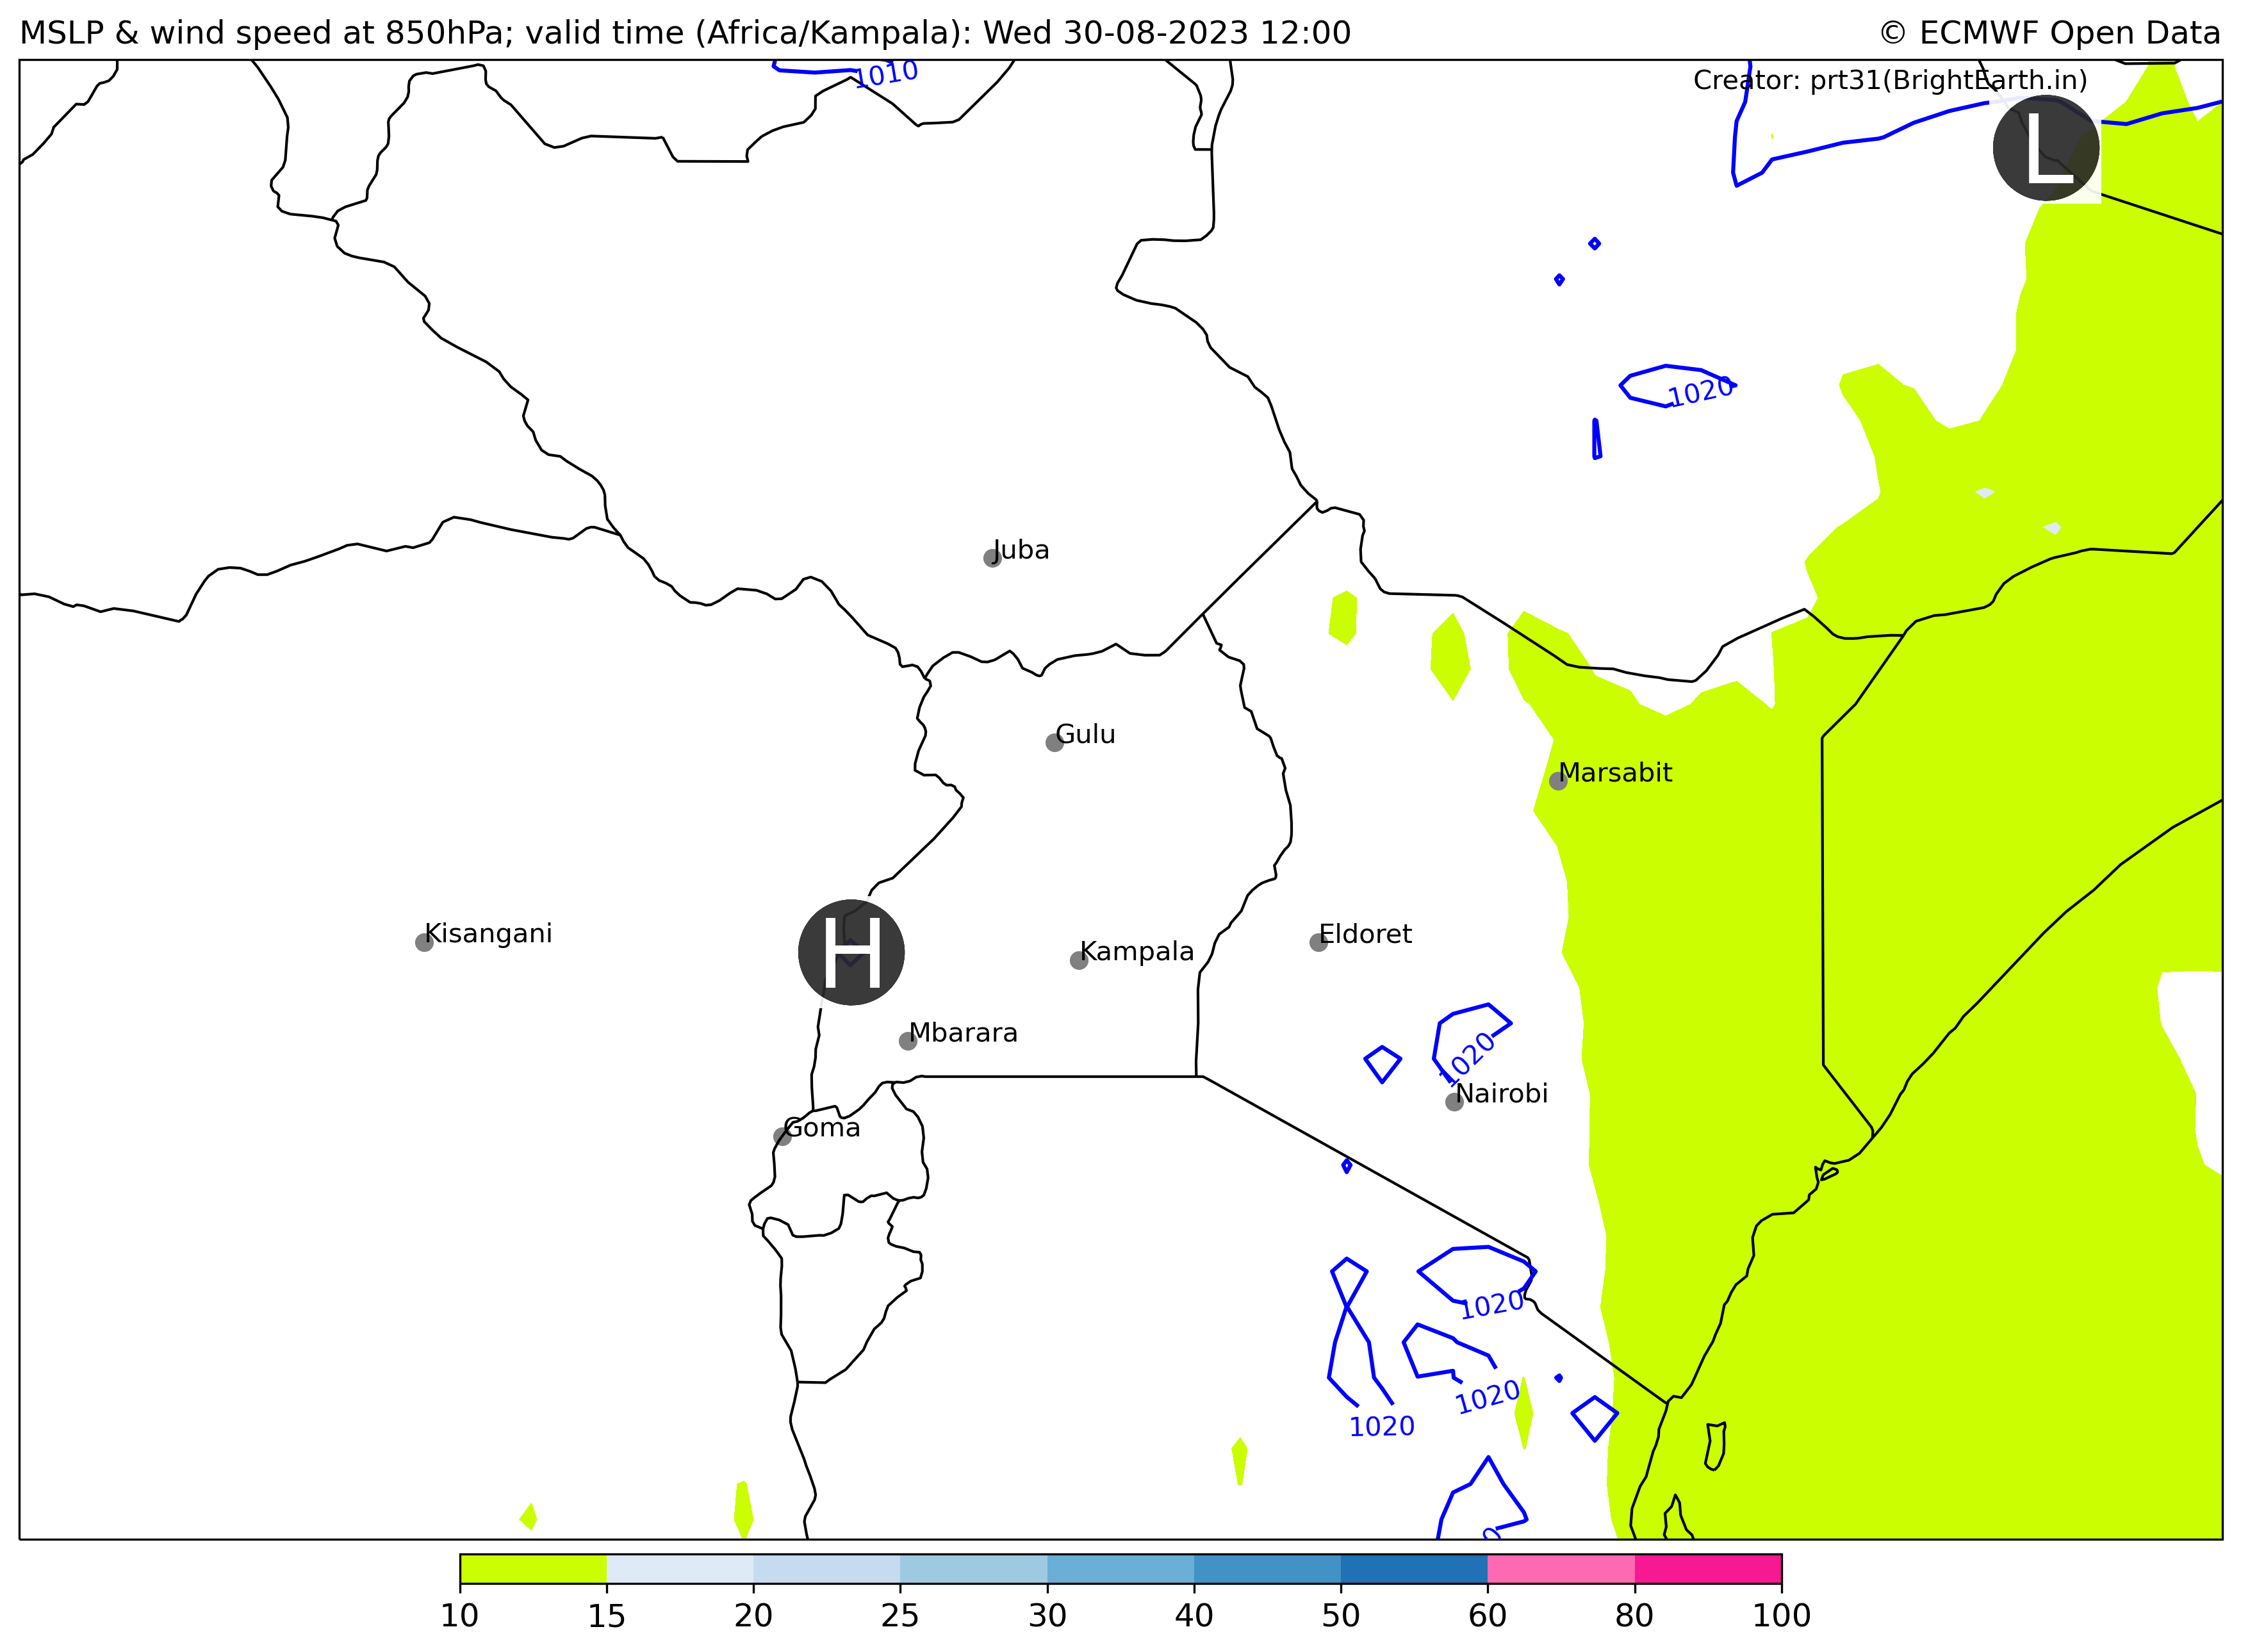 MSLP & wind speed at 850hPa; valid time (Africa/Kampala): Wed 30-08-2023 12:00
© ECMWF Open Data
1010
Creator: prt31(BrightEarth.in)
L
1020
Juba
Gulu
Marsabit
Kisangani
H
Kampala
Eldoret
Mbarara
1020
Nairobi
Goma
1020
1020
1020
0
10 15 20 25 30 40 50 60 80 100